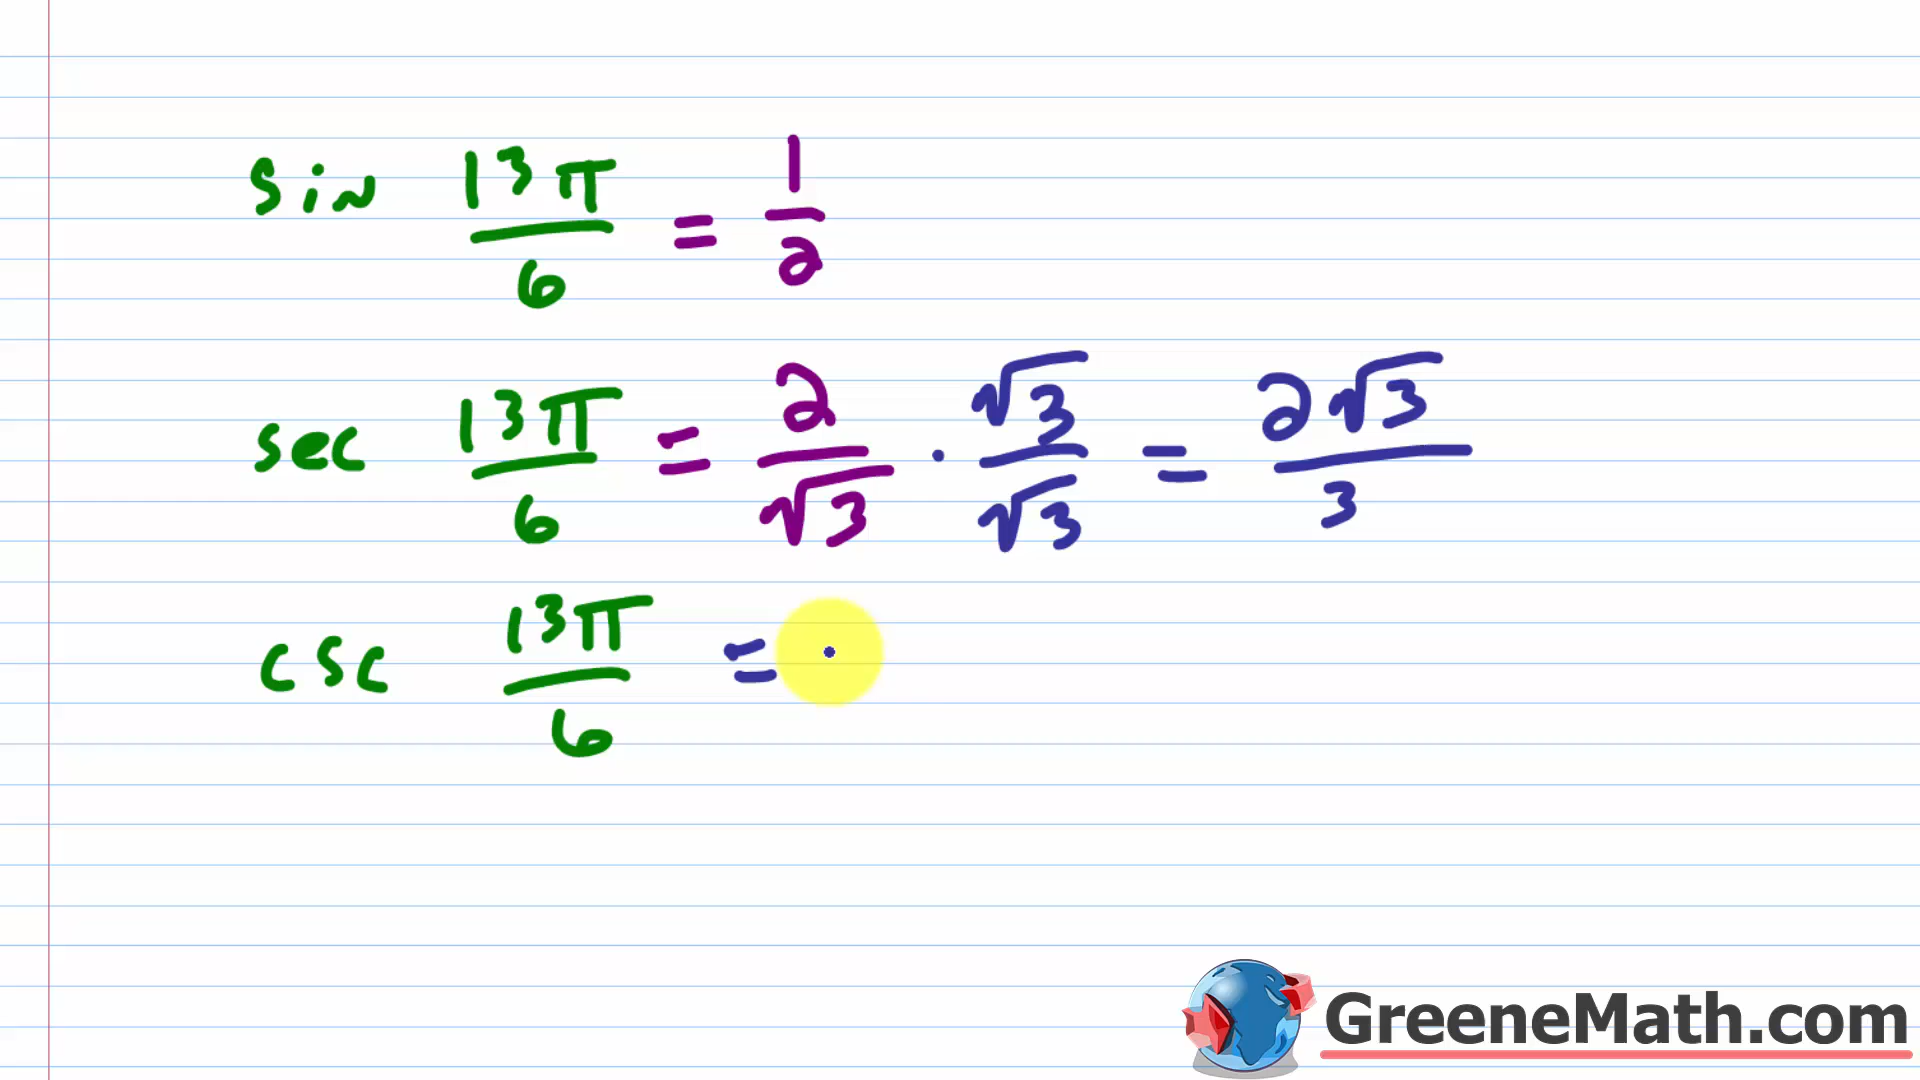 sin 13π/6 = 1/2
sec 13π/6 = 2/√3 · √3/√3 = 2√3/3
csc 13π/6 =
GreeneMath.com